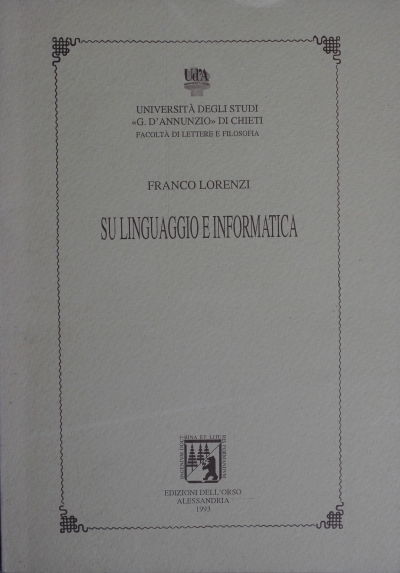 UdA
UNIVERSITÀ DEGLI STUDI
«G. D'ANNUNZIO» DI CHIETI
FACOLTÀ DI LETTERE E FILOSOFIA
FRANCO LORENZI
SU LINGUAGGIO E INFORMATICA
EDIZIONI DELL'ORSO
ALESSANDRIA
1993